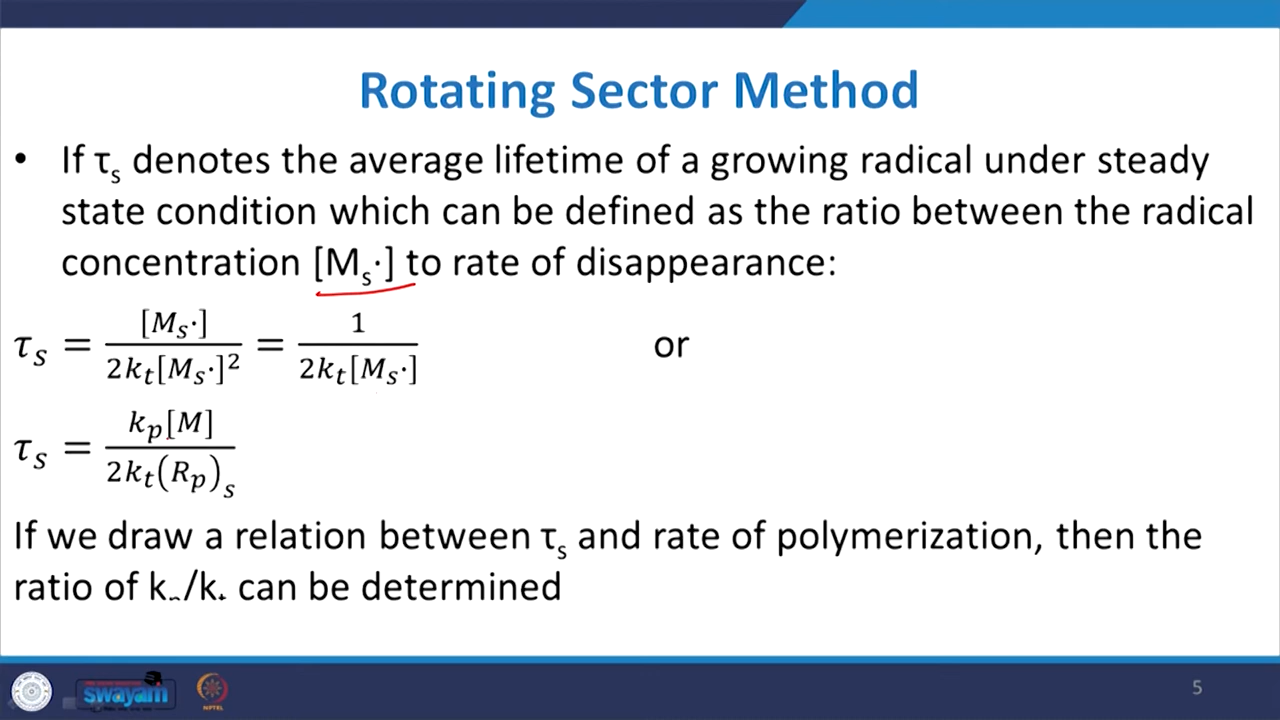 Rotating Sector Method
• If τₛ denotes the average lifetime of a growing radical under steady
state condition which can be defined as the ratio between the radical
concentration [Mₛ·] to rate of disappearance:
τₛ = [Mₛ·] / 2kₜ[Mₛ·]² = 1 / 2kₜ[Mₛ·] or
τₛ = kₚ[M] / 2kₜ(Rₚ)ₛ
If we draw a relation between τₛ and rate of polymerization, then the
ratio of kₚ/kₜ can be determined
swayam
NPTEL
5